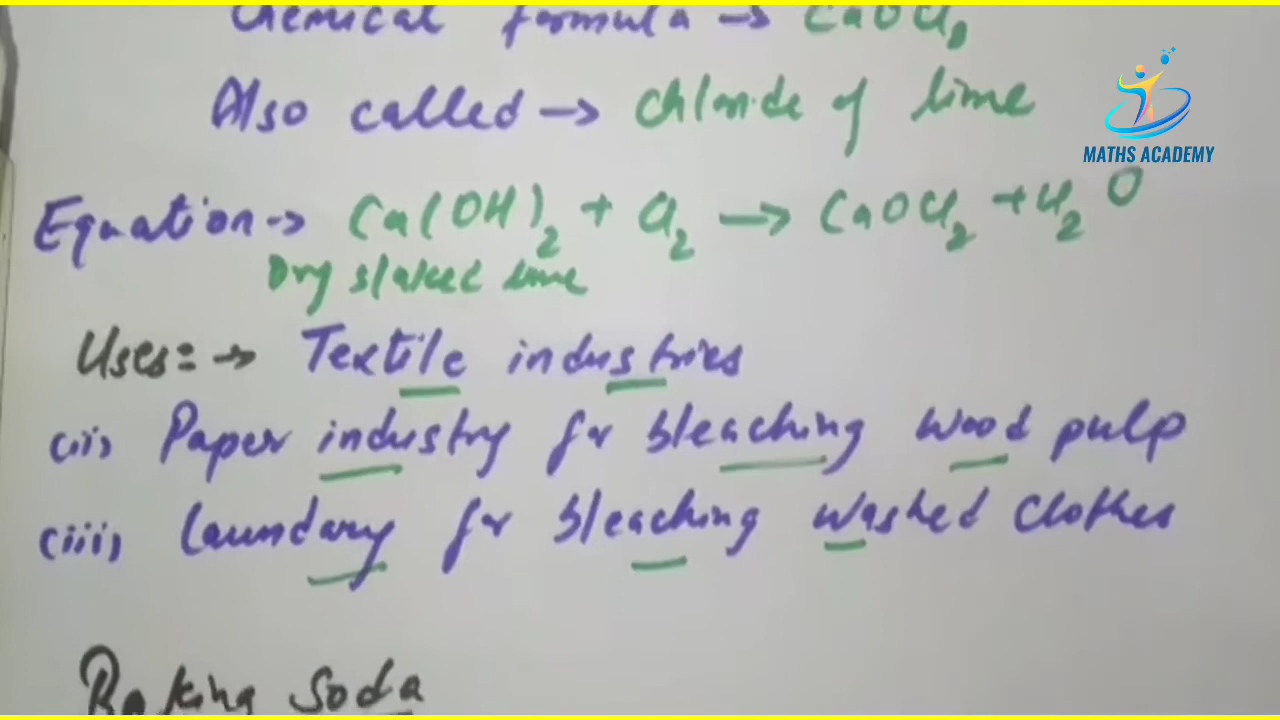 Chemical formula → CaOCl2
Also called → Chloride of lime
MATHS ACADEMY
Equation → Ca(OH)2 + Cl2 → CaOCl2 + H2O
Dry slaked lime
Uses:→ Textile industries
(ii) Paper industry for bleaching wood pulp
(iii) Laundary for bleaching washed clothes
Baking Soda